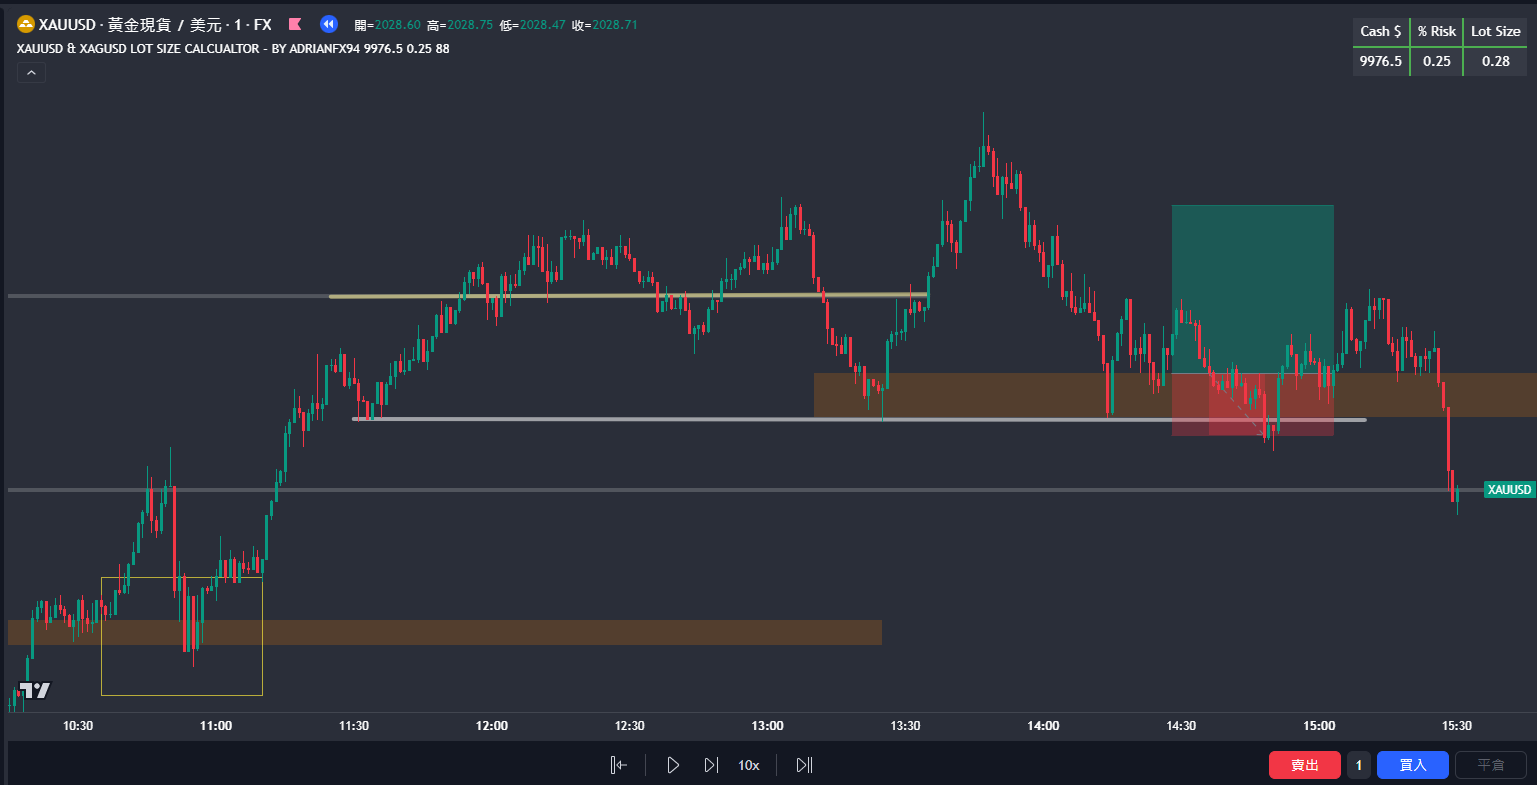 XAUUSD · 黃金現貨 / 美元 · 1 · FX 開=2028.60 高=2028.75 低=2028.47 收=2028.71
XAUUSD & XAGUSD LOT SIZE CALCUALTOR - BY ADRIANFX94 9976.5 0.25 88
Cash $ % Risk Lot Size
9976.5 0.25 0.28
XAUUSD
10:30 11:00 11:30 12:00 12:30 13:00 13:30 14:00 14:30 15:00 15:30
10x 賣出 1 買入 平倉